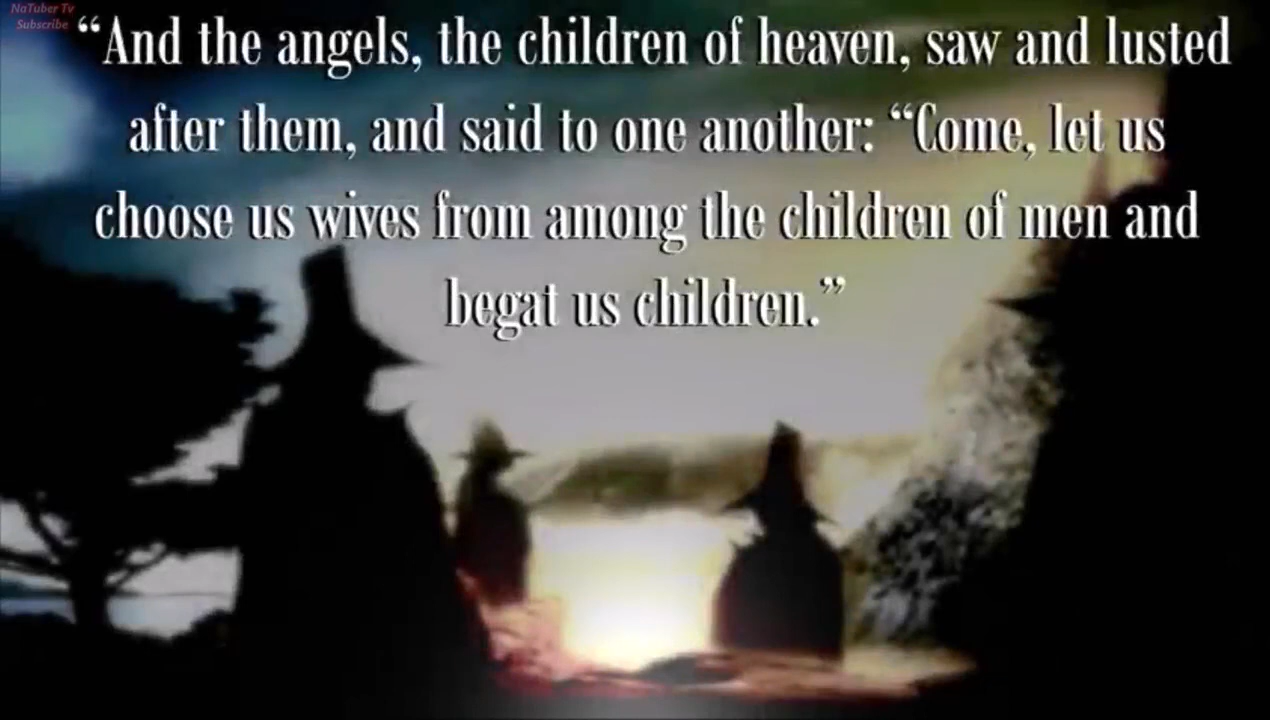 NaTuber Tv
Subscribe
“And the angels, the children of heaven, saw and lusted
after them, and said to one another: “Come, let us
choose us wives from among the children of men and
begat us children.”